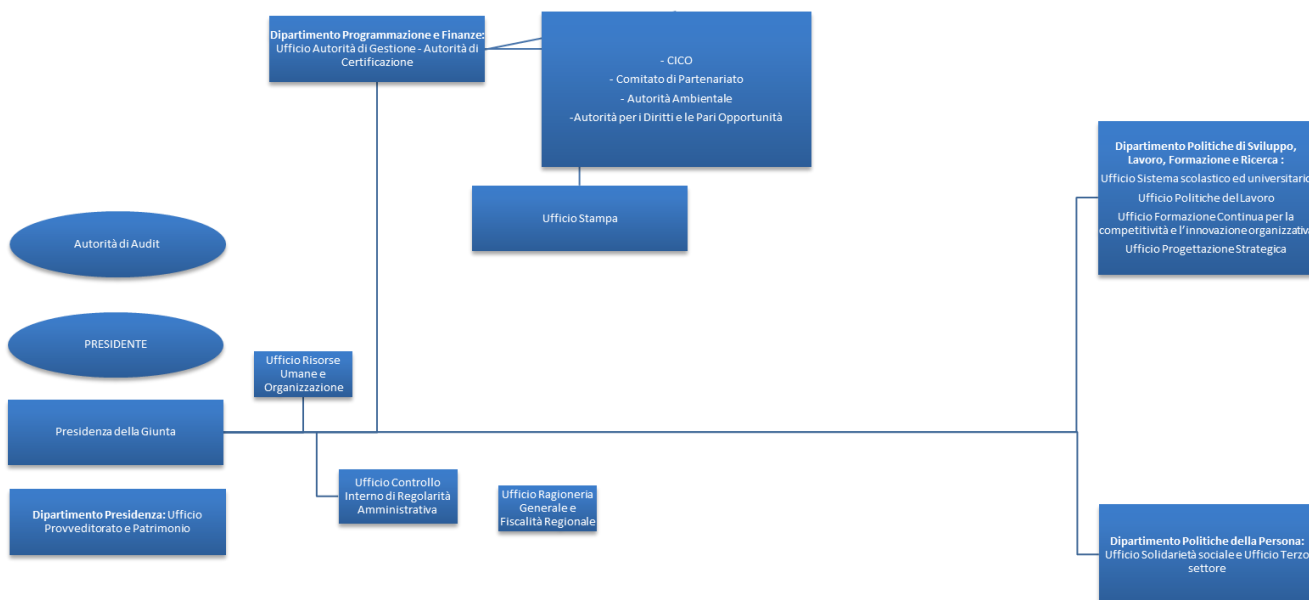 Dipartimento Programmazione e Finanze:
Ufficio Autorità di Gestione - Autorità di
Certificazione
- CICO
- Comitato di Partenariato
- Autorità Ambientale
-Autorità per i Diritti e le Pari Opportunità
Ufficio Stampa
Dipartimento Politiche di Sviluppo,
Lavoro, Formazione e Ricerca :
Ufficio Sistema scolastico ed universitario
Ufficio Politiche del Lavoro
Ufficio Formazione Continua per la
competitività e l'innovazione organizzativa
Ufficio Progettazione Strategica
Autorità di Audit
PRESIDENTE
Ufficio Risorse
Umane e
Organizzazione
Presidenza della Giunta
Ufficio Controllo
Interno di Regolarità
Amministrativa
Ufficio Ragioneria
Generale e
Fiscalità Regionale
Dipartimento Presidenza: Ufficio
Provveditorato e Patrimonio
Dipartimento Politiche della Persona:
Ufficio Solidarietà sociale e Ufficio Terzo
settore